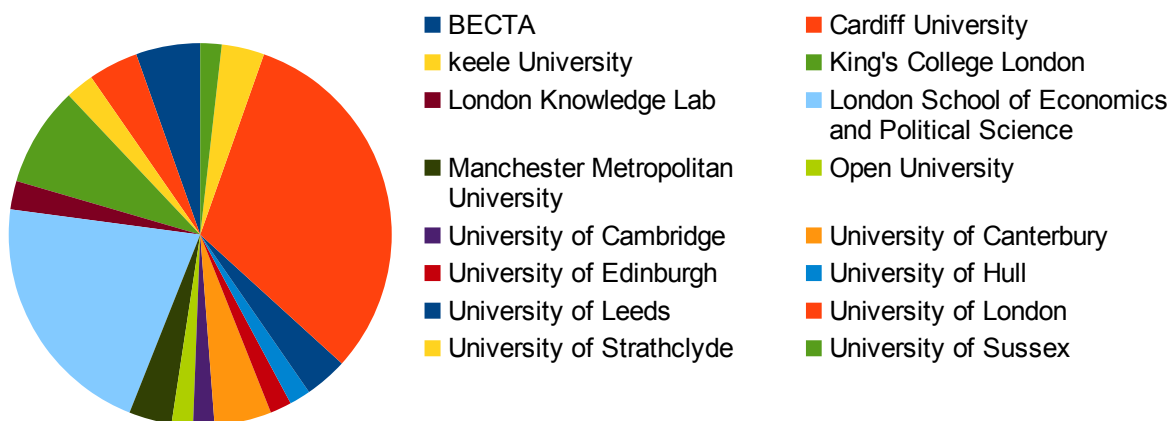 BECTA
Cardiff University
keele University
King's College London
London Knowledge Lab
London School of Economics
and Political Science
Manchester Metropolitan
University
Open University
University of Cambridge
University of Canterbury
University of Edinburgh
University of Hull
University of Leeds
University of London
University of Strathclyde
University of Sussex